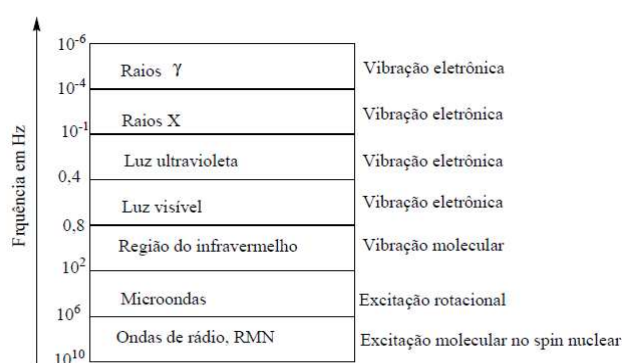 Frquência em Hz
10-6
Raios γ Vibração eletrônica
10-4
Raios X Vibração eletrônica
10-1
Luz ultravioleta Vibração eletrônica
0,4
Luz visível Vibração eletrônica
0,8
Região do infravermelho Vibração molecular
10²
Microondas Excitação rotacional
10⁶
Ondas de rádio, RMN Excitação molecular no spin nuclear
10¹⁰